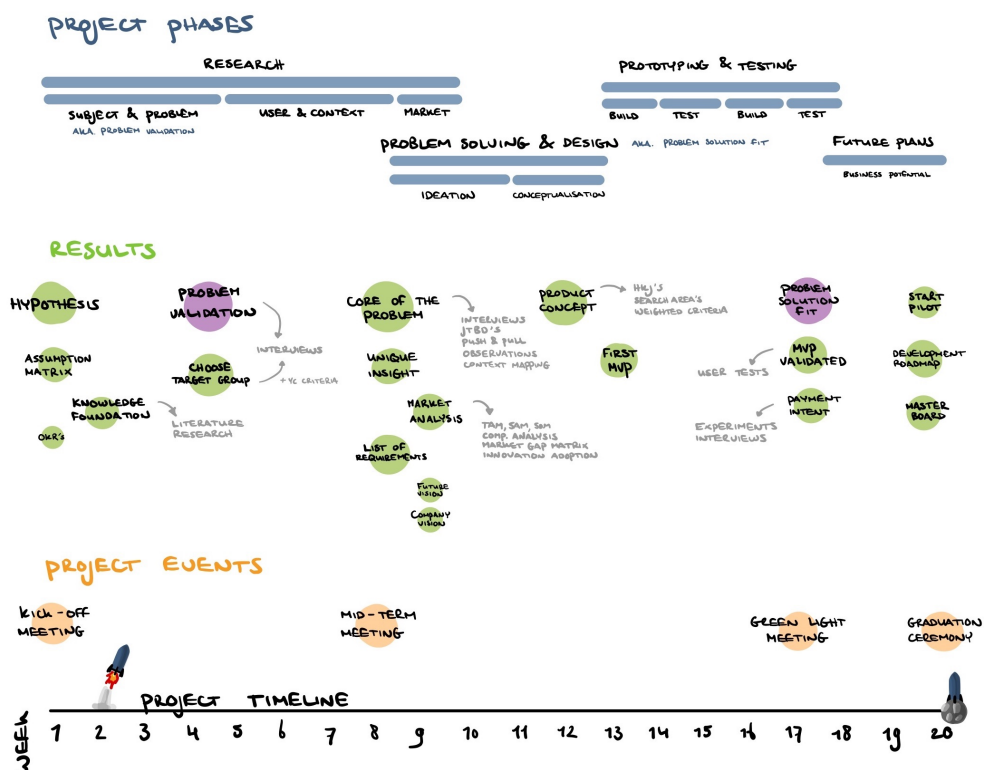 PROJECT PHASES
RESEARCH
SUBJECT & PROBLEM
AKA. PROBLEM VALIDATION
USER & CONTEXT
MARKET
PROBLEM SOLVING & DESIGN
IDEATION
CONCEPTUALISATION
PROTOTYPING & TESTING
BUILD
TEST
BUILD
TEST
AKA. PROBLEM SOLUTION FIT
FUTURE PLANS
BUSINESS POTENTIAL
RESULTS
HYPOTHESIS
ASSUMPTION
MATRIX
KNOWLEDGE
FOUNDATION
OKR's
LITERATURE
RESEARCH
PROBLEM
VALIDATION
CHOOSE
TARGET GROUP
INTERVIEWS
+ YC CRITERIA
CORE OF THE
PROBLEM
UNIQUE
INSIGHT
MARKET
ANALYSIS
LIST OF
REQUIREMENTS
FUTURE
VISION
COMPANY
VISION
INTERVIEWS
JTBD'S
PUSH & PULL
OBSERVATIONS
CONTEXT MAPPING
TAM, SAM, SOM
COMP. ANALYSIS
MARKET GAP MATRIX
INNOVATION ADOPTION
PRODUCT
CONCEPT
HKJ'S
SEARCH AREA'S
WEIGHTED CRITERIA
FIRST
MVP
PROBLEM
SOLUTION
FIT
MVP
VALIDATED
USER TESTS
PAYMENT
INTENT
EXPERIMENTS
INTERVIEWS
START
PILOT
DEVELOPMENT
ROADMAP
MASTER
BOARD
PROJECT EVENTS
KICK-OFF
MEETING
MID-TERM
MEETING
GREEN LIGHT
MEETING
GRADUATION
CEREMONY
PROJECT TIMELINE
WEEK
1 2 3 4 5 6 7 8 9 10 11 12 13 14 15 16 17 18 19 20